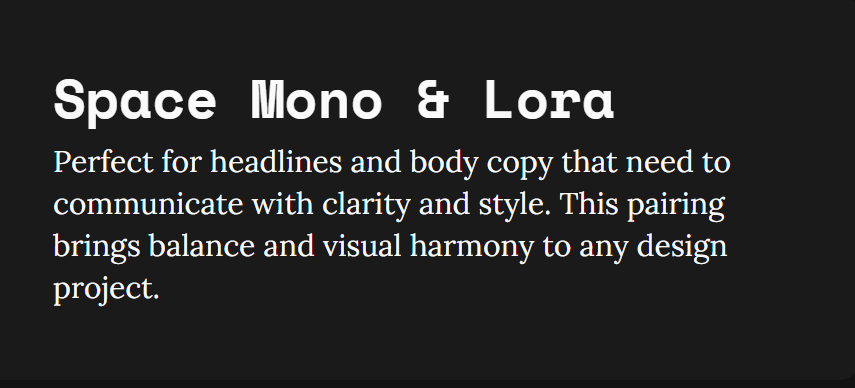 Space Mono & Lora
Perfect for headlines and body copy that need to
communicate with clarity and style. This pairing
brings balance and visual harmony to any design
project.